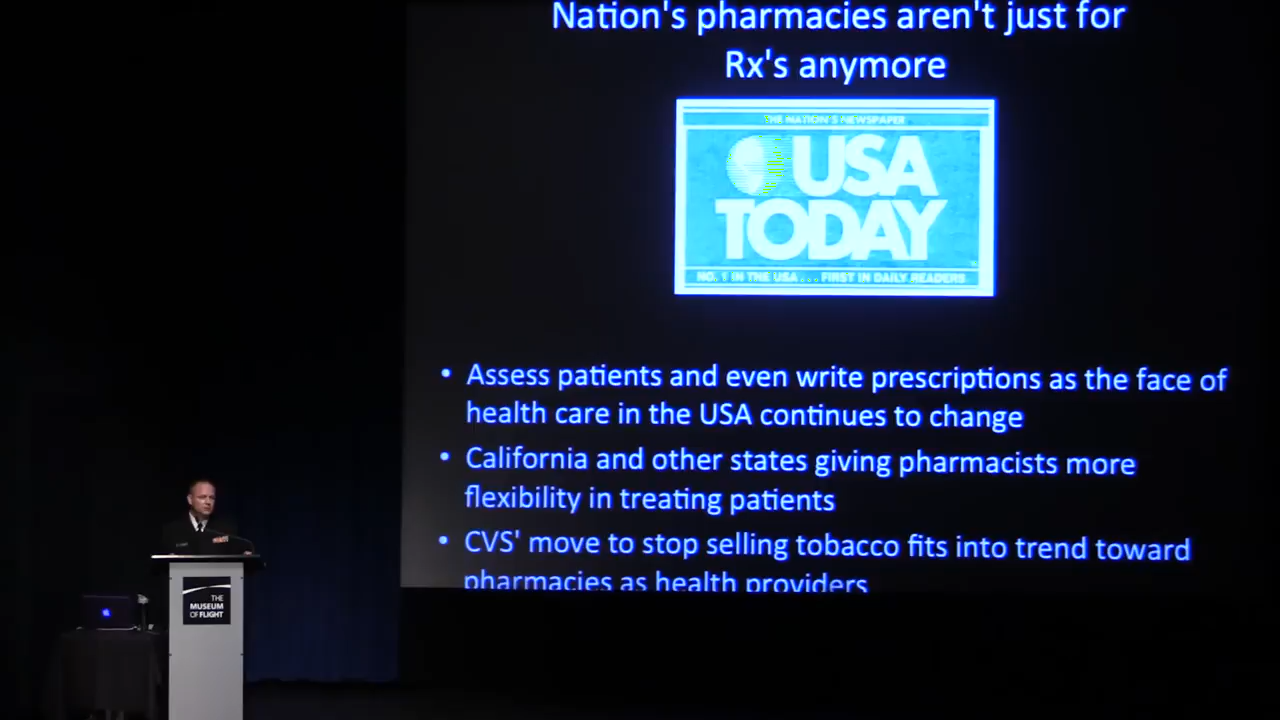 Nation's pharmacies aren't just for
Rx's anymore
THE NATION'S NEWSPAPER
USA
TODAY
NO. 1 IN THE USA... FIRST IN DAILY READERS
• Assess patients and even write prescriptions as the face of
health care in the USA continues to change
• California and other states giving pharmacists more
flexibility in treating patients
• CVS' move to stop selling tobacco fits into trend toward
pharmacies as health providers
THE
MUSEUM
OF FLIGHT